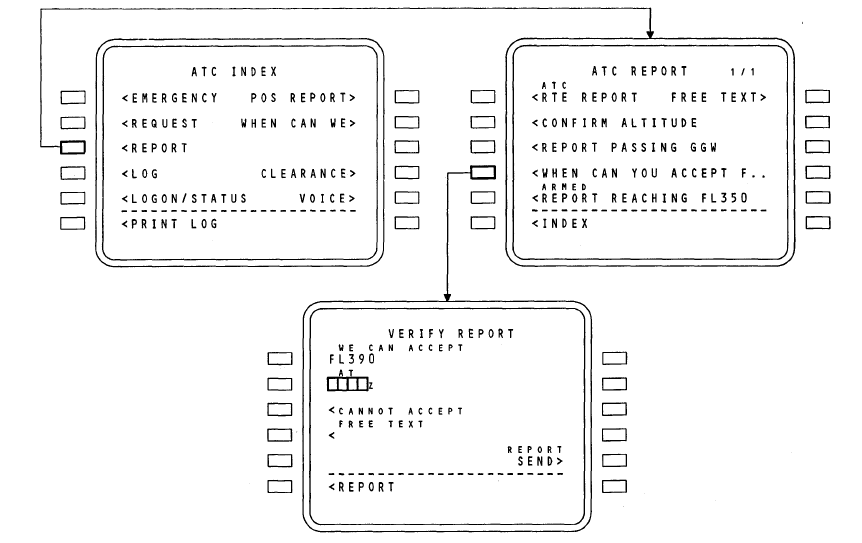 ATC INDEX
<EMERGENCY POS REPORT>
<REQUEST WHEN CAN WE>
<REPORT
<LOG CLEARANCE>
<LOGON/STATUS VOICE>
<PRINT LOG
ATC REPORT 1/1
ATC
<RTE REPORT FREE TEXT>
<CONFIRM ALTITUDE
<REPORT PASSING GGW
<WHEN CAN YOU ACCEPT F..
ARMED
<REPORT REACHING FL350
<INDEX
VERIFY REPORT
WE CAN ACCEPT
FL390
AT
Z
<CANNOT ACCEPT
FREE TEXT
<
REPORT
SEND>
<REPORT